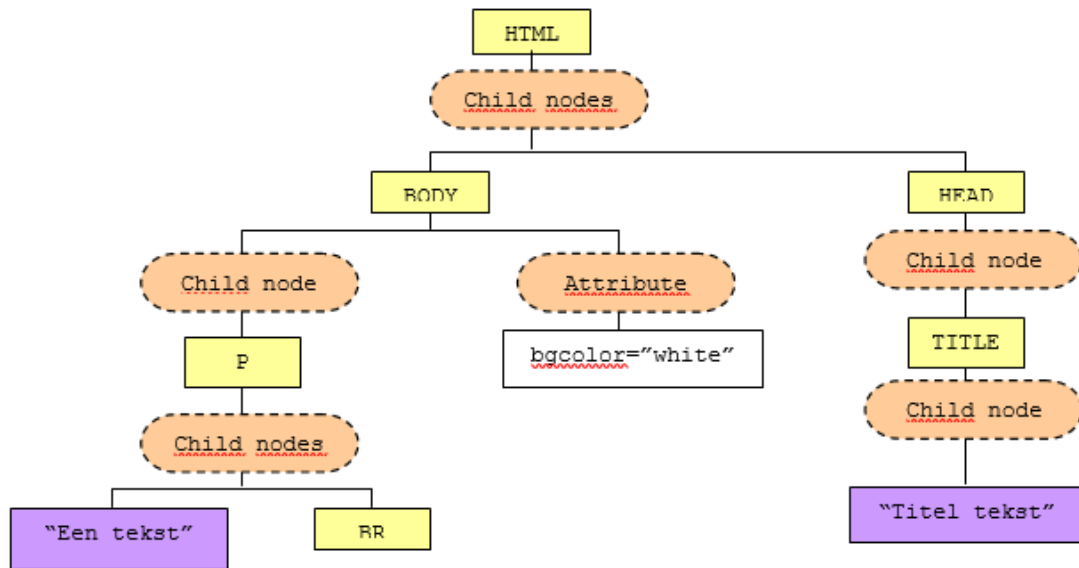 HTML
Child nodes
BODY
HEAD
Child node
Attribute
Child node
P
bgcolor=”white”
TITLE
Child nodes
Child node
“Een tekst”
BR
“Titel tekst”